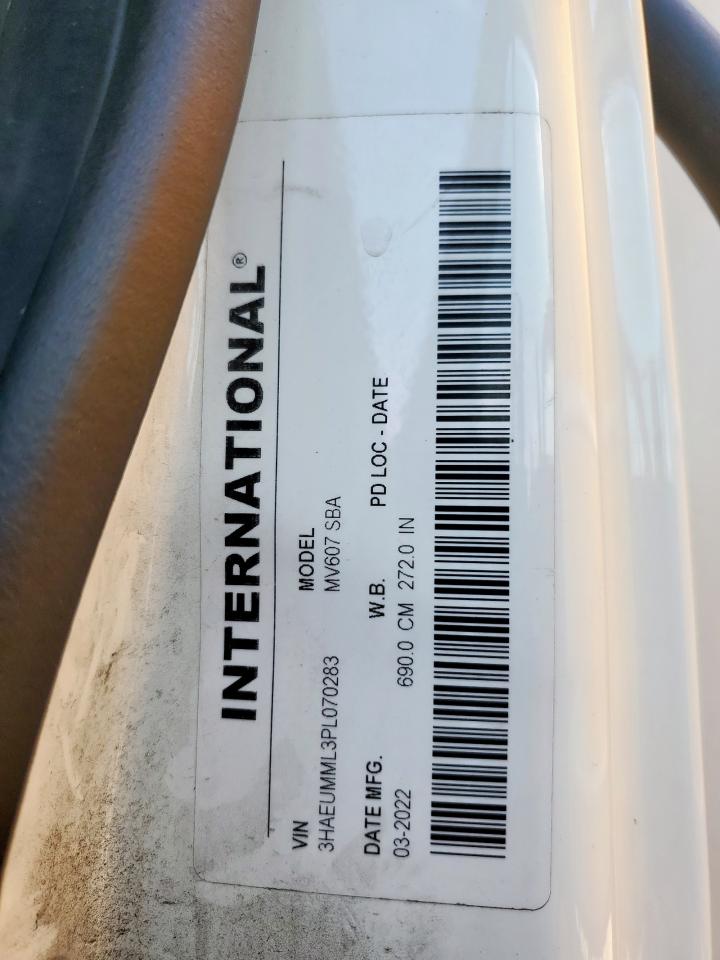 INTERNATIONAL®
VIN MODEL
3HAEUMML3PL070283 MV607 SBA
DATE MFG. W.B. PD LOC - DATE
03-2022 690.0 CM 272.0 IN